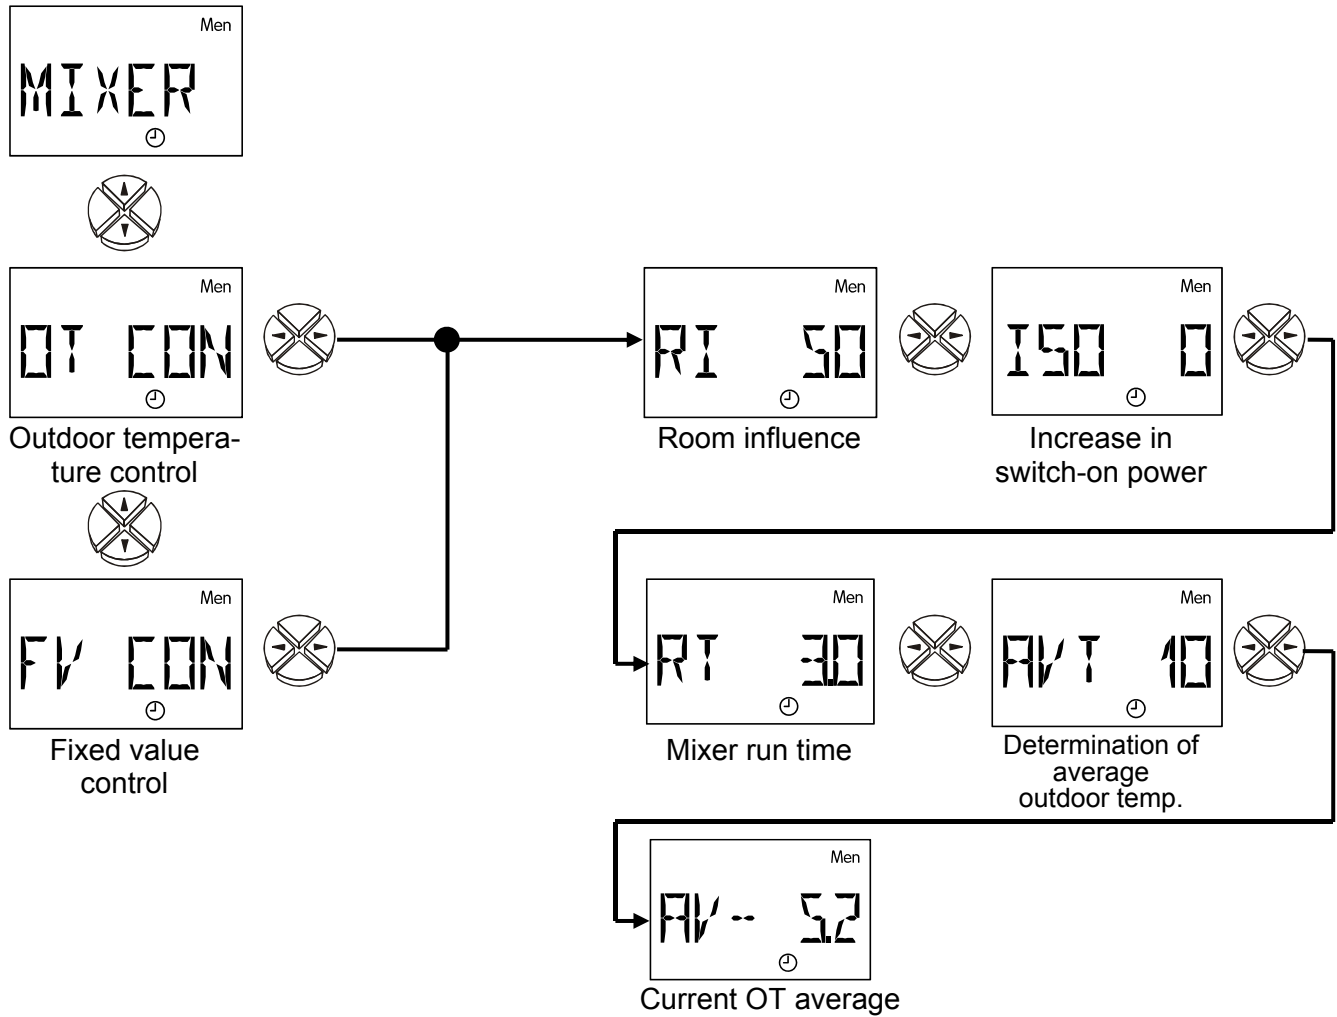 Men
MIXER
Men
OT CON
Outdoor tempera-
ture control
Men
RI 50
Room influence
Men
ISO 0
Increase in
switch-on power
Men
FV CON
Fixed value
control
Men
RT 3.0
Mixer run time
Men
AVT 10
Determination of
average
outdoor temp.
Men
AV-- 5.2
Current OT average